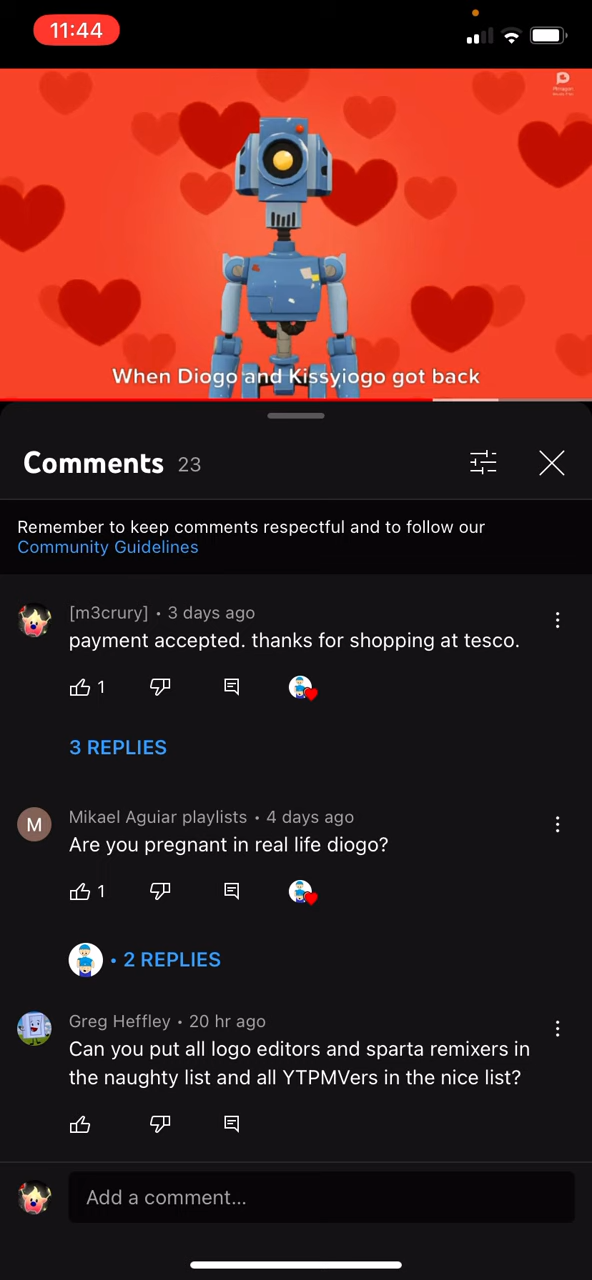 11:44
When Diogo and Kissyiogo got back
Comments 23
Remember to keep comments respectful and to follow our
Community Guidelines
[m3crury] • 3 days ago
payment accepted. thanks for shopping at tesco.
1
3 REPLIES
M
Mikael Aguiar playlists • 4 days ago
Are you pregnant in real life diogo?
1
• 2 REPLIES
Greg Heffley • 20 hr ago
Can you put all logo editors and sparta remixers in
the naughty list and all YTPMVers in the nice list?
Add a comment...